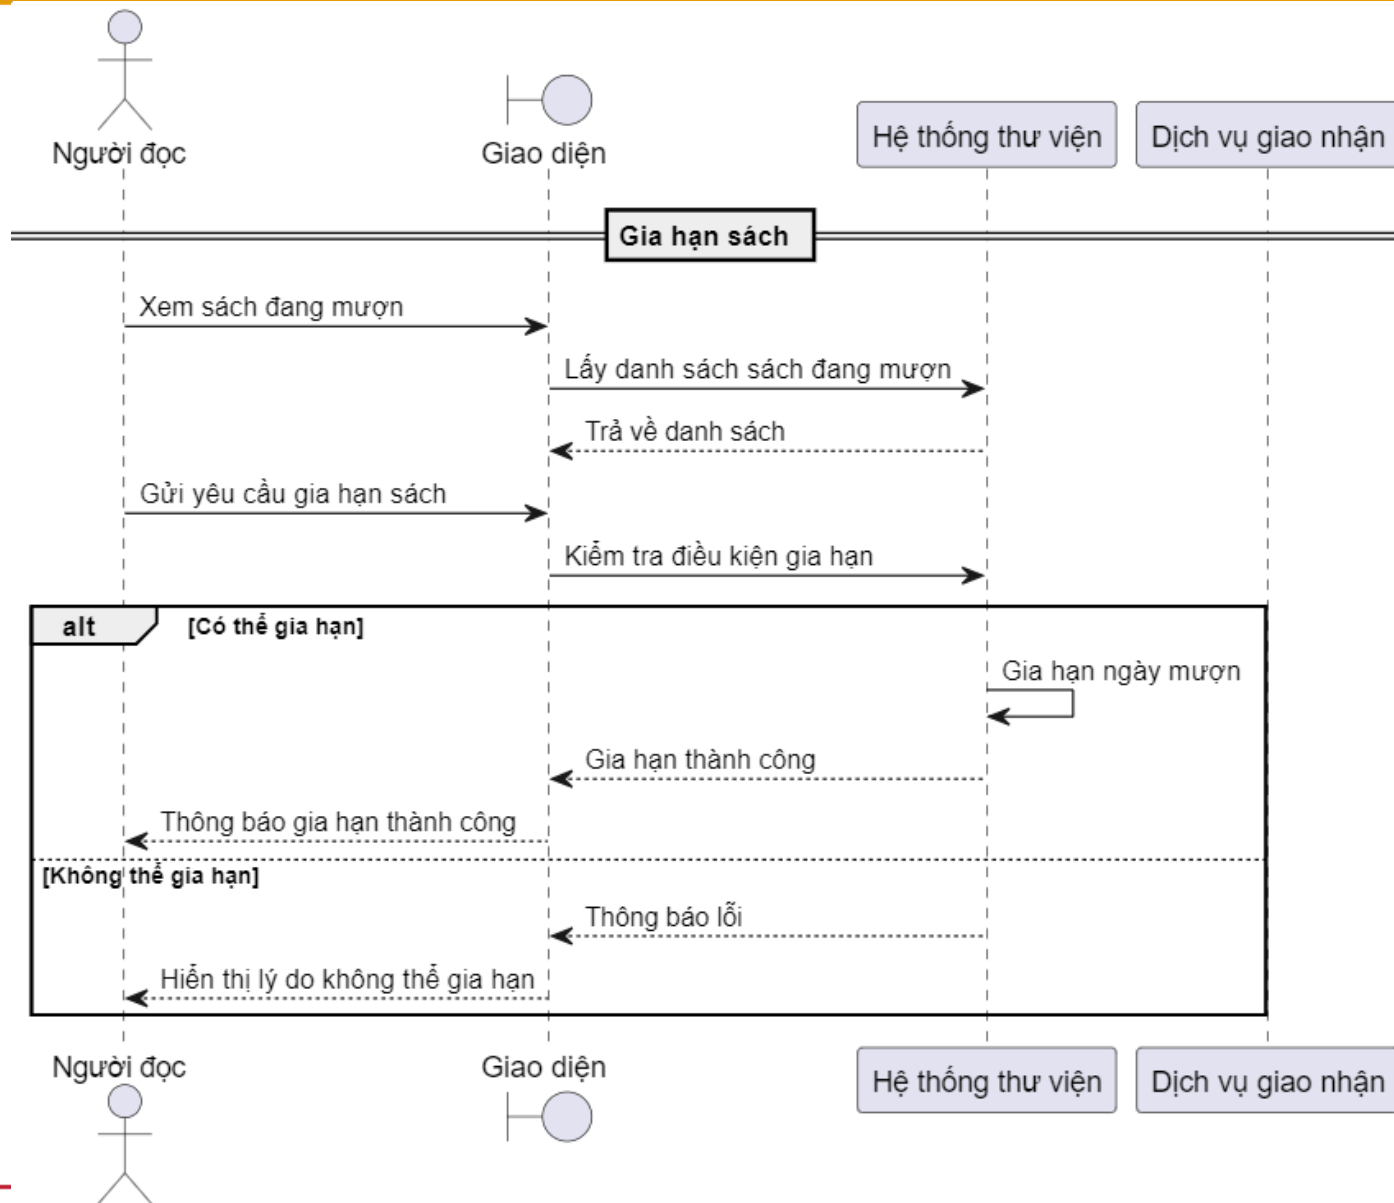 Người đọc
Giao diện
Hệ thống thư viện
Dịch vụ giao nhận
Gia hạn sách
Xem sách đang mượn
Lấy danh sách sách đang mượn
Trả về danh sách
Gửi yêu cầu gia hạn sách
Kiểm tra điều kiện gia hạn
alt
[Có thể gia hạn]
Gia hạn ngày mượn
Gia hạn thành công
Thông báo gia hạn thành công
[Không thể gia hạn]
Thông báo lỗi
Hiển thị lý do không thể gia hạn
Người đọc
Giao diện
Hệ thống thư viện
Dịch vụ giao nhận